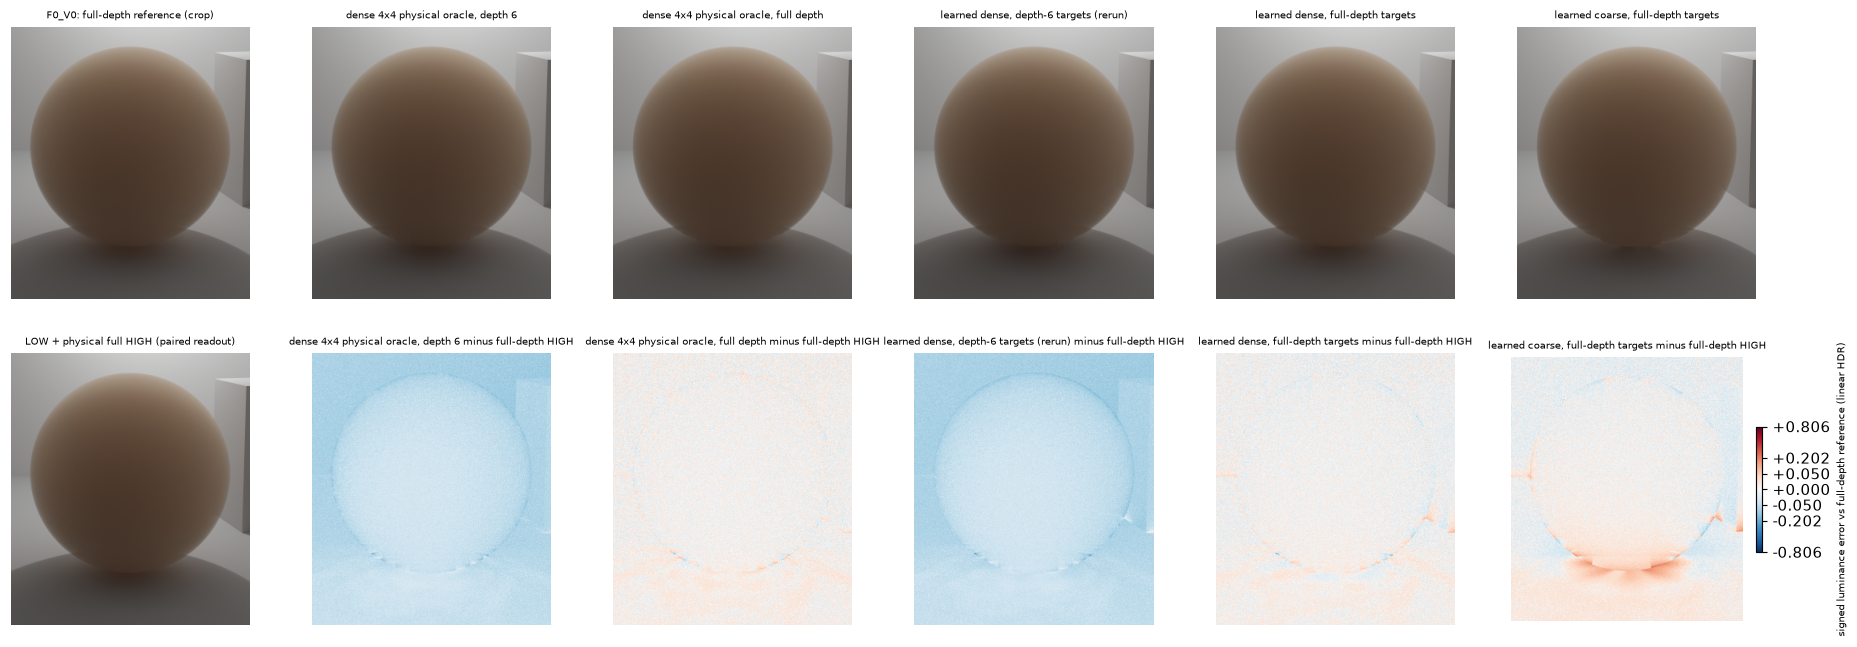 F0_V0: full-depth reference (crop)
dense 4x4 physical oracle, depth 6
dense 4x4 physical oracle, full depth
learned dense, depth-6 targets (rerun)
learned dense, full-depth targets
learned coarse, full-depth targets
LOW + physical full HIGH (paired readout)
dense 4x4 physical oracle, depth 6 minus full-depth HIGH
dense 4x4 physical oracle, full depth minus full-depth HIGH
learned dense, depth-6 targets (rerun) minus full-depth HIGH
learned dense, full-depth targets minus full-depth HIGH
learned coarse, full-depth targets minus full-depth HIGH
+0.806
+0.202
+0.050
+0.000
-0.050
-0.202
-0.806
signed luminance error vs full-depth reference (linear HDR)